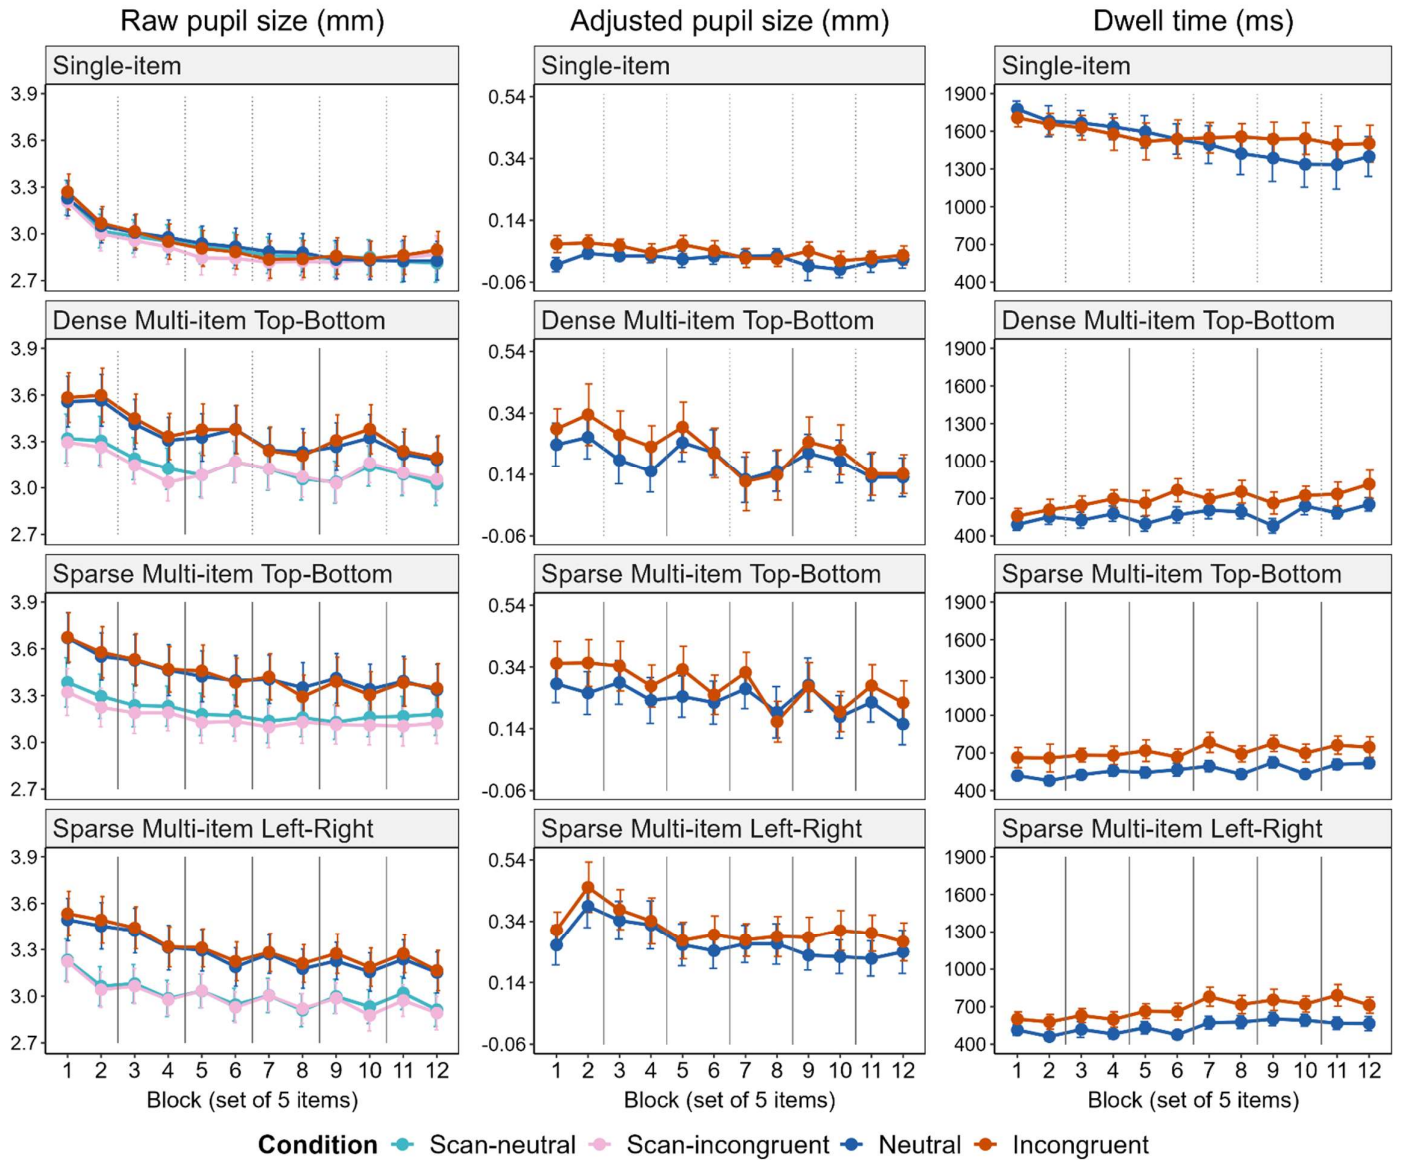 Raw pupil size (mm) Adjusted pupil size (mm) Dwell time (ms)
Single-item Single-item Single-item
3.9 0.54 1900
3.6 0.34 1600
3.3 0.14 1300
3.0 -0.06 1000
2.7 700
400
Dense Multi-item Top-Bottom Dense Multi-item Top-Bottom Dense Multi-item Top-Bottom
3.9 0.54 1900
3.6 0.34 1600
3.3 0.14 1300
3.0 -0.06 1000
2.7 700
400
Sparse Multi-item Top-Bottom Sparse Multi-item Top-Bottom Sparse Multi-item Top-Bottom
3.9 0.54 1900
3.6 0.34 1600
3.3 0.14 1300
3.0 -0.06 1000
2.7 700
400
Sparse Multi-item Left-Right Sparse Multi-item Left-Right Sparse Multi-item Left-Right
3.9 0.54 1900
3.6 0.34 1600
3.3 0.14 1300
3.0 -0.06 1000
2.7 700
400
1 2 3 4 5 6 7 8 9 10 11 12 1 2 3 4 5 6 7 8 9 10 11 12 1 2 3 4 5 6 7 8 9 10 11 12
Block (set of 5 items) Block (set of 5 items) Block (set of 5 items)
Condition Scan-neutral Scan-incongruent Neutral Incongruent